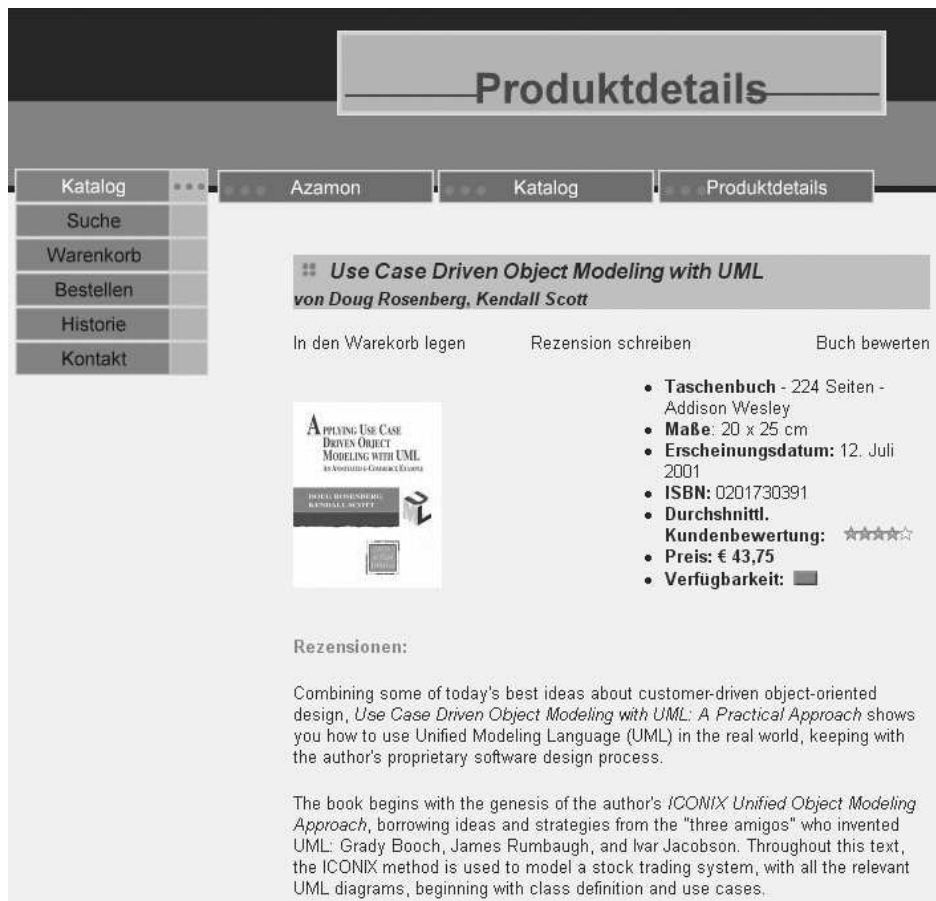 Produktdetails
Katalog
Azamon
Katalog
Produktdetails
Suche
Warenkorb
Bestellen
Historie
Kontakt
Use Case Driven Object Modeling with UML
von Doug Rosenberg, Kendall Scott
In den Warekorb legen
Rezension schreiben
Buch bewerten
APPLYING USE CASE
DRIVEN OBJECT
MODELING WITH UML
AN ANNOTATED E-COMMERCE EXAMPLE
DOUG ROSENBERG
KENDALL SCOTT
UML
• Taschenbuch - 224 Seiten -
Addison Wesley
• Maße: 20 x 25 cm
• Erscheinungsdatum: 12. Juli
2001
• ISBN: 0201730391
• Durchshnittl.
Kundenbewertung:
• Preis: € 43,75
• Verfügbarkeit:
Rezensionen:
Combining some of today's best ideas about customer-driven object-oriented
design, Use Case Driven Object Modeling with UML: A Practical Approach shows
you how to use Unified Modeling Language (UML) in the real world, keeping with
the author's proprietary software design process.
The book begins with the genesis of the author's ICONIX Unified Object Modeling
Approach, borrowing ideas and strategies from the "three amigos" who invented
UML: Grady Booch, James Rumbaugh, and Ivar Jacobson. Throughout this text,
the ICONIX method is used to model a stock trading system, with all the relevant
UML diagrams, beginning with class definition and use cases.